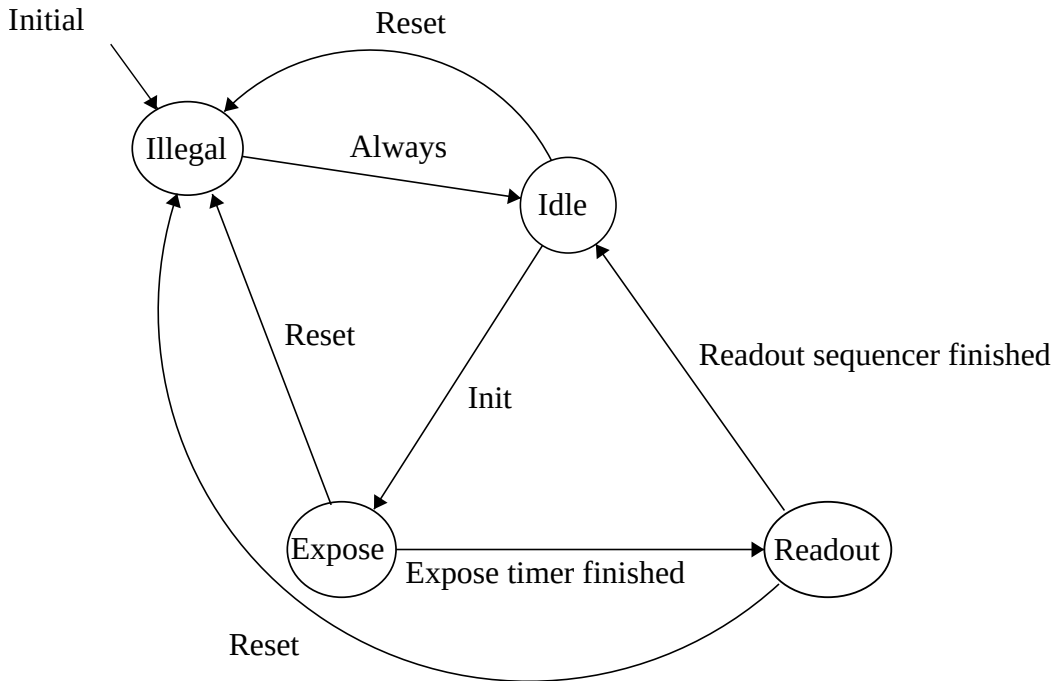 Initial
Reset
Illegal
Always
Idle
Reset
Readout sequencer finished
Init
Expose
Readout
Expose timer finished
Reset